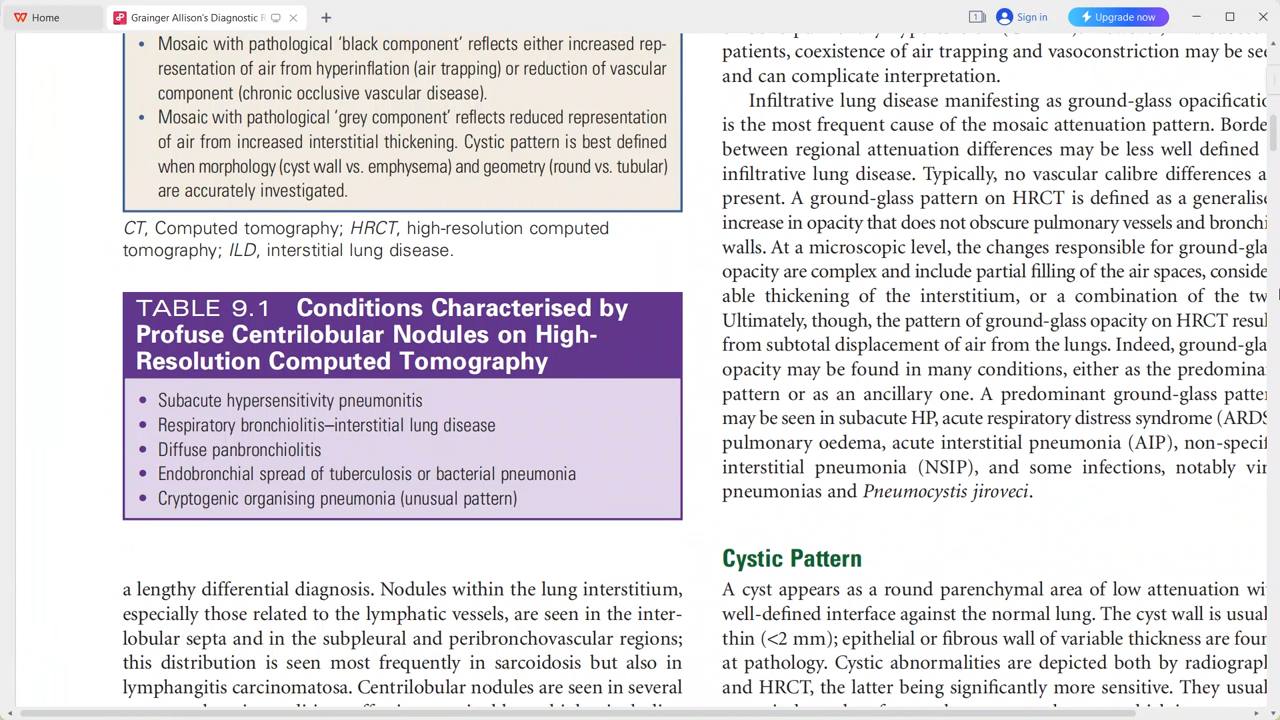 Home
Grainger Allison's Diagnostic
Sign in
Upgrade now
• Mosaic with pathological 'black component' reflects either increased rep-
resentation of air from hyperinflation (air trapping) or reduction of vascular
component (chronic occlusive vascular disease).
• Mosaic with pathological 'grey component' reflects reduced representation
of air from increased interstitial thickening. Cystic pattern is best defined
when morphology (cyst wall vs. emphysema) and geometry (round vs. tubular)
are accurately investigated.
CT, Computed tomography; HRCT, high-resolution computed
tomography; ILD, interstitial lung disease.
TABLE 9.1 Conditions Characterised by
Profuse Centrilobular Nodules on High-
Resolution Computed Tomography
• Subacute hypersensitivity pneumonitis
• Respiratory bronchiolitis–interstitial lung disease
• Diffuse panbronchiolitis
• Endobronchial spread of tuberculosis or bacterial pneumonia
• Cryptogenic organising pneumonia (unusual pattern)
a lengthy differential diagnosis. Nodules within the lung interstitium,
especially those related to the lymphatic vessels, are seen in the inter-
lobular septa and in the subpleural and peribronchovascular regions;
this distribution is seen most frequently in sarcoidosis but also in
lymphangitis carcinomatosa. Centrilobular nodules are seen in several
patients, coexistence of air trapping and vasoconstriction may be see
and can complicate interpretation.
Infiltrative lung disease manifesting as ground-glass opacificatio
is the most frequent cause of the mosaic attenuation pattern. Borde
between regional attenuation differences may be less well defined
infiltrative lung disease. Typically, no vascular calibre differences a
present. A ground-glass pattern on HRCT is defined as a generalise
increase in opacity that does not obscure pulmonary vessels and bronchi
walls. At a microscopic level, the changes responsible for ground-gla
opacity are complex and include partial filling of the air spaces, conside
able thickening of the interstitium, or a combination of the tw
Ultimately, though, the pattern of ground-glass opacity on HRCT resul
from subtotal displacement of air from the lungs. Indeed, ground-gla
opacity may be found in many conditions, either as the predomina
pattern or as an ancillary one. A predominant ground-glass patte
may be seen in subacute HP, acute respiratory distress syndrome (ARDS
pulmonary oedema, acute interstitial pneumonia (AIP), non-specif
interstitial pneumonia (NSIP), and some infections, notably vir
pneumonias and Pneumocystis jiroveci.
Cystic Pattern
A cyst appears as a round parenchymal area of low attenuation wit
well-defined interface against the normal lung. The cyst wall is usual
thin (<2 mm); epithelial or fibrous wall of variable thickness are foun
at pathology. Cystic abnormalities are depicted both by radiograph
and HRCT, the latter being significantly more sensitive. They usual